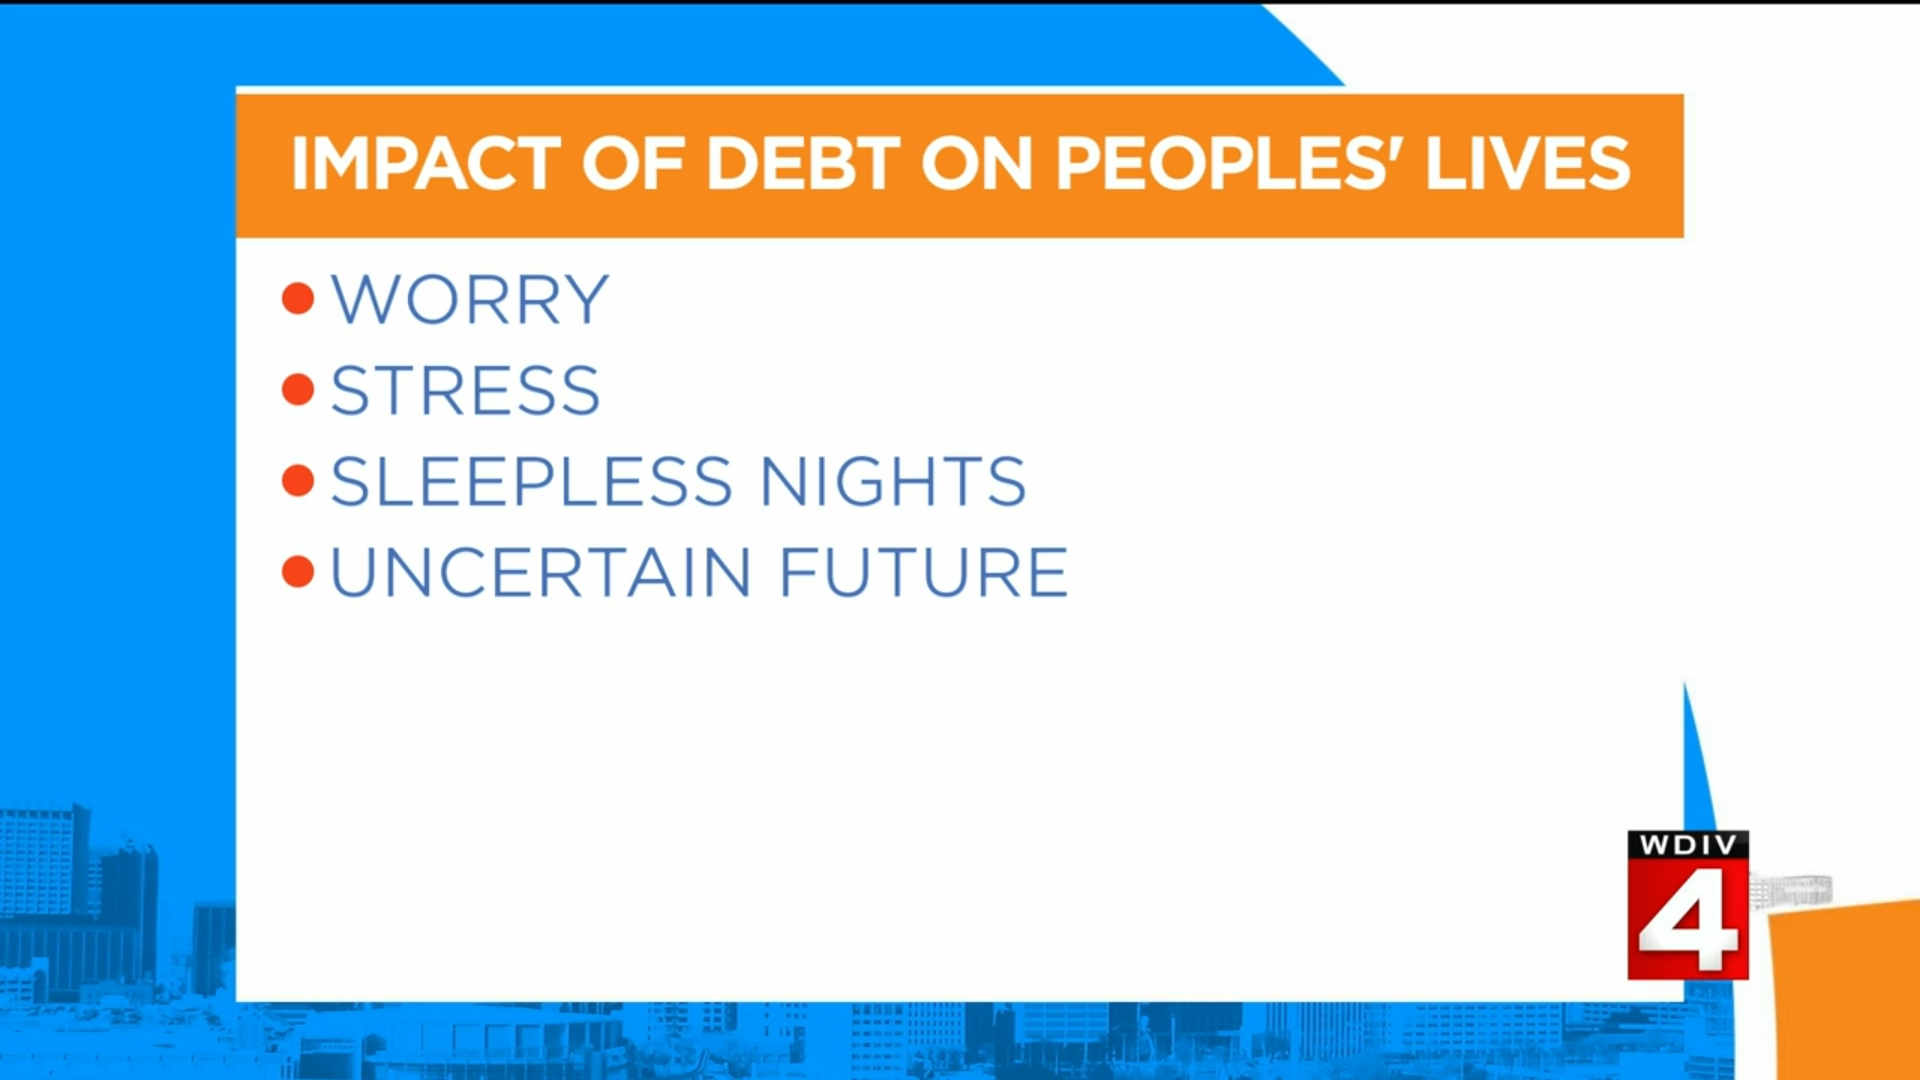 IMPACT OF DEBT ON PEOPLES' LIVES
• WORRY
• STRESS
• SLEEPLESS NIGHTS
• UNCERTAIN FUTURE
WDIV
4